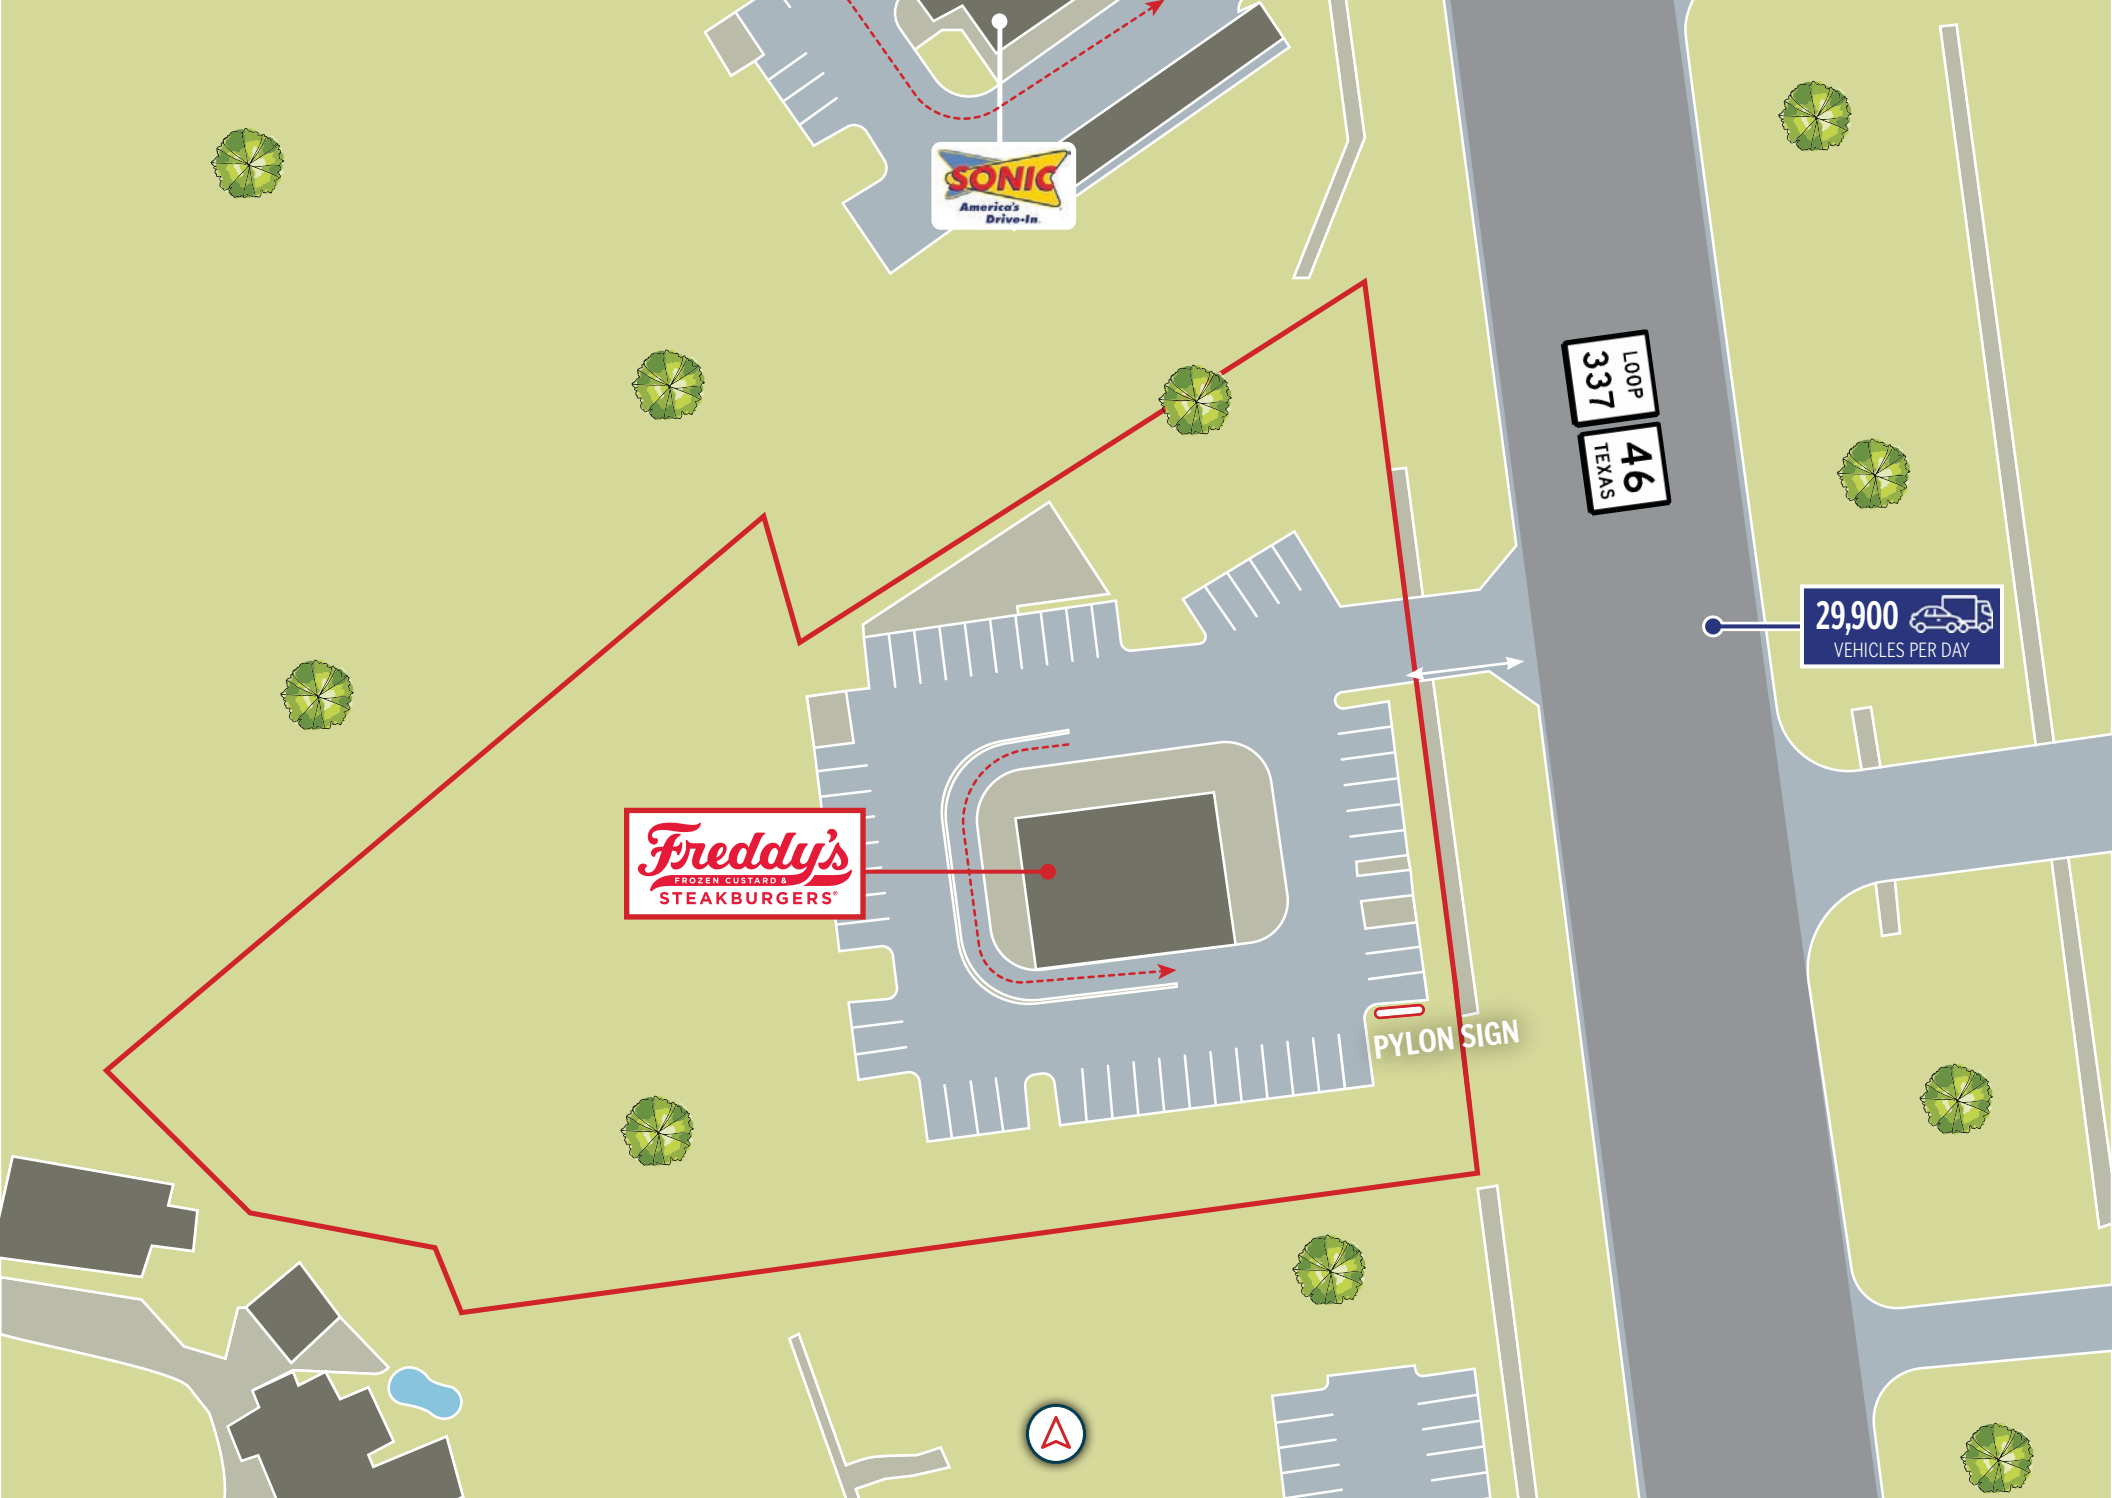 SONIC
America's
Drive-In
LOOP
337
46
TEXAS
29,900
VEHICLES PER DAY
Freddy's
FROZEN CUSTARD &
STEAKBURGERS®
PYLON SIGN